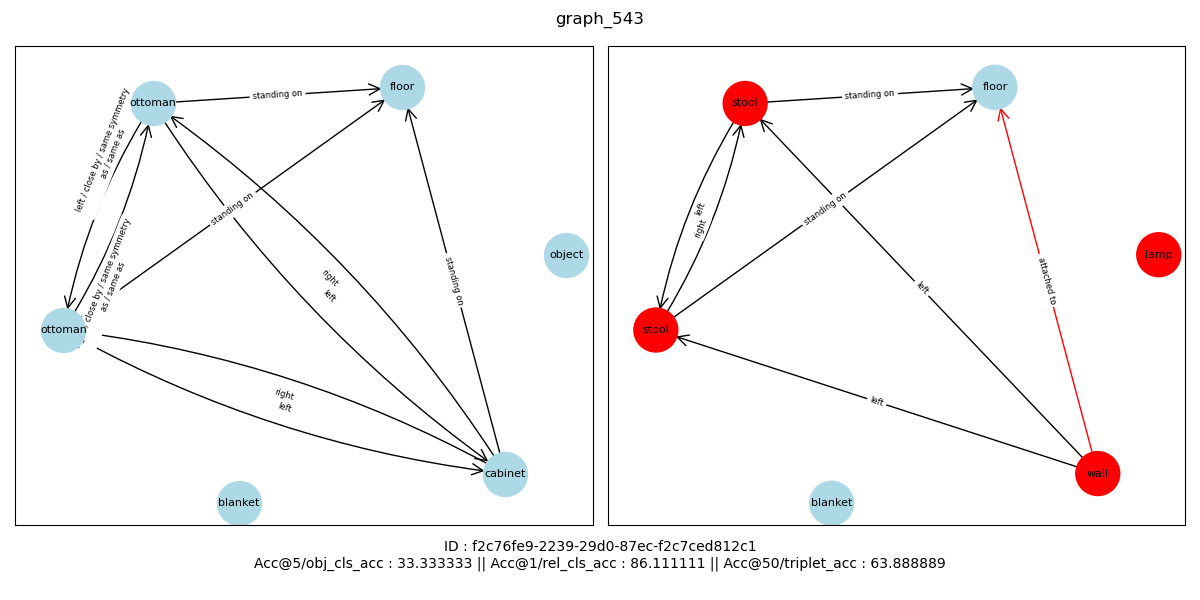 graph_543
ottoman
floor
standing on
left / close by / same symmetry
as / same as
standing on
close by / same symmetry
as / same as
object
right
left
standing on
ottoman
right
left
cabinet
blanket
stool
floor
standing on
left
right
standing on
lamp
attached to
left
stool
left
wall
blanket
ID : f2c76fe9-2239-29d0-87ec-f2c7ced812c1
Acc@5/obj_cls_acc : 33.333333 || Acc@1/rel_cls_acc : 86.111111 || Acc@50/triplet_acc : 63.888889